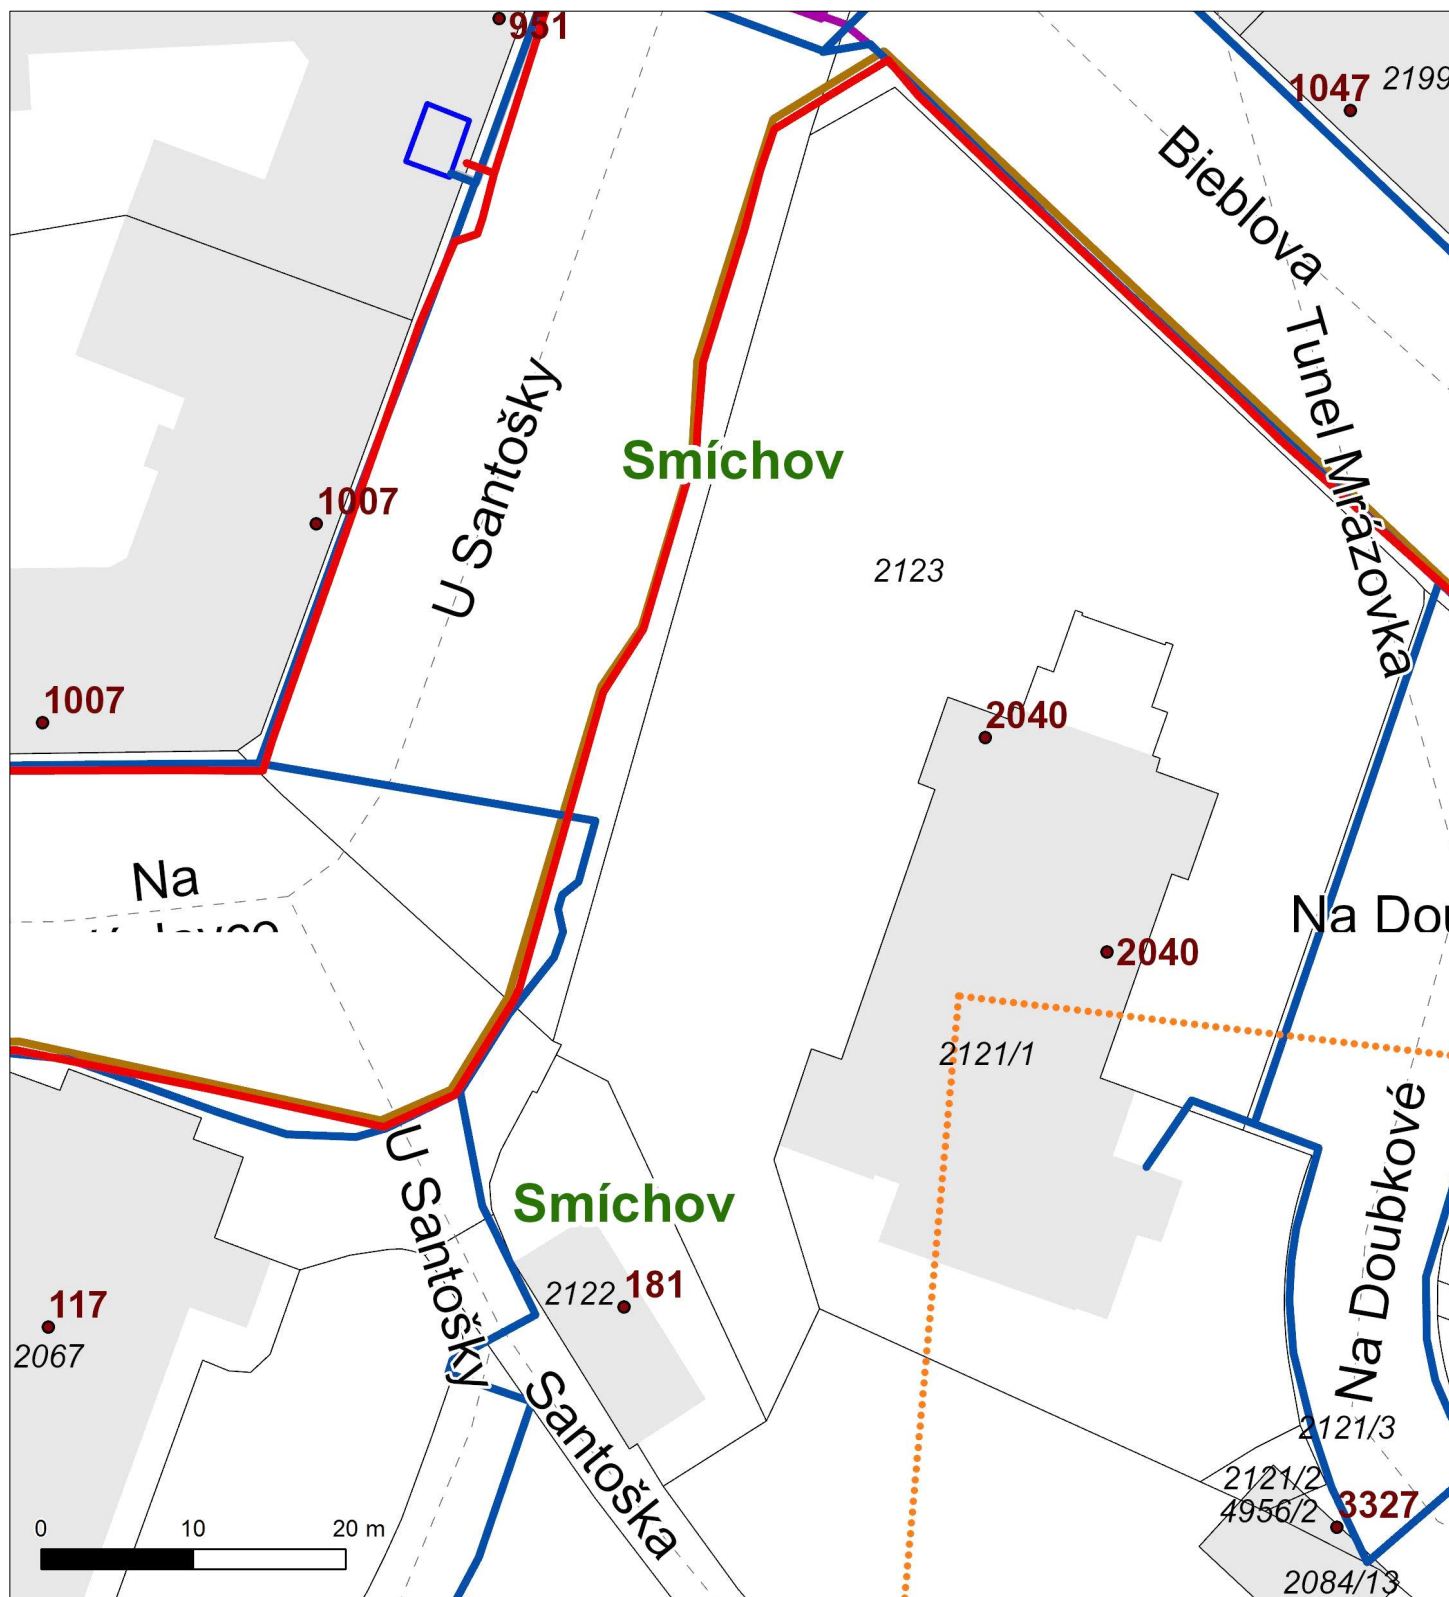 951
1047
2199
Bieblova
Tunel Mrázovka
U Santošky
Smíchov
1007
2123
1007
2040
Na
Na Dou
2040
2121/1
Na Doubkové
U Santošky
Smíchov
2122
181
117
2067
Santoška
2121/3
2121/2
4956/2
3327
0 10 20 m
2084/13